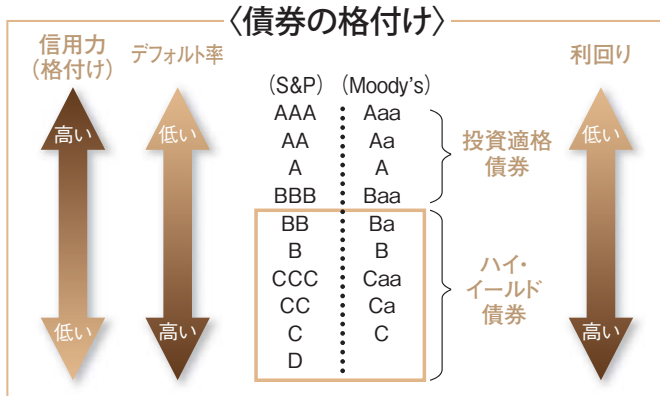 〈債券の格付け〉
信用力
(格付け)
デフォルト率
利回り
高い
低い
低い
高い
低い
高い
(S&P) (Moody's)
AAA Aaa
AA Aa
A A
BBB Baa
BB Ba
B B
CCC Caa
CC Ca
C C
D
投資適格
債券
ハイ・
イールド
債券